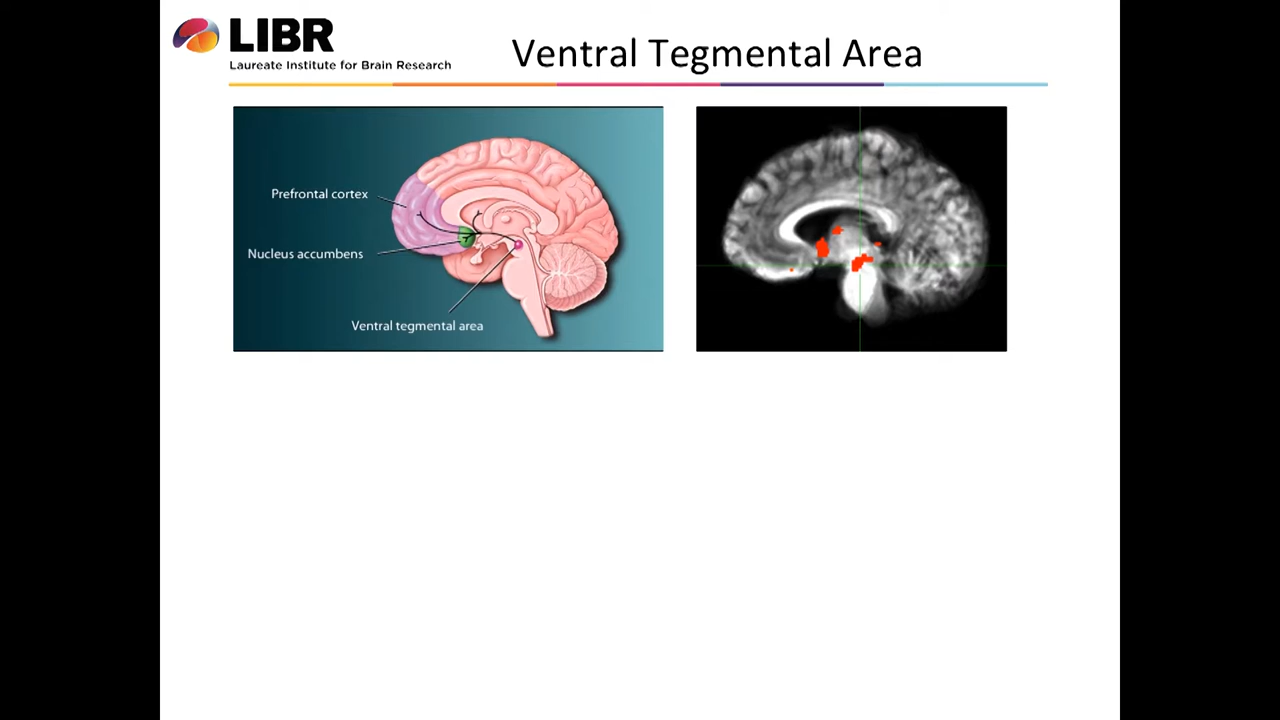 LIBR
Laureate Institute for Brain Research
Ventral Tegmental Area
Prefrontal cortex
Nucleus accumbens
Ventral tegmental area